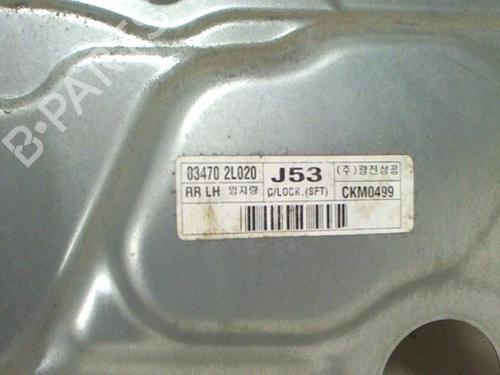 B-PARTS
83470 2L020
J53
(주)광진상공
RR LH
C/LOCK.(SFT)
CKM0499